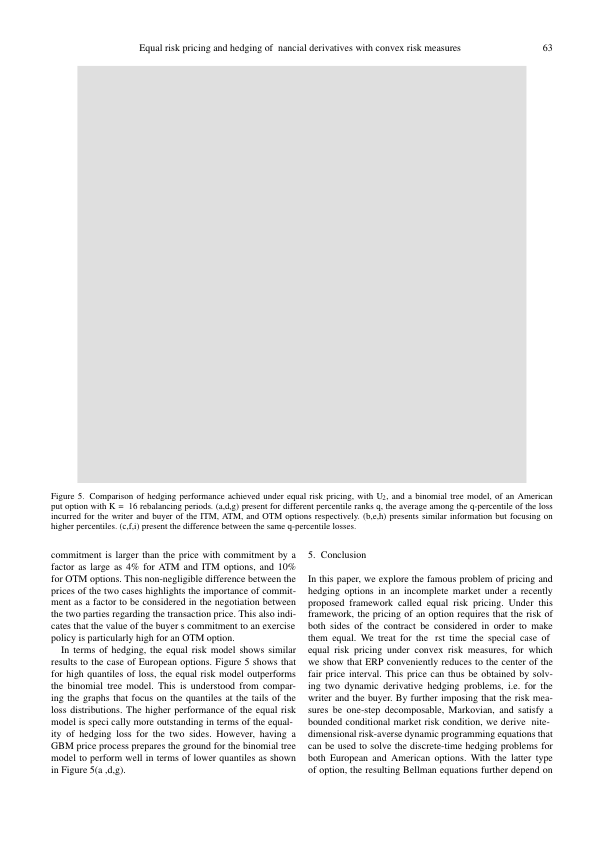 Equal risk pricing and hedging of nancial derivatives with convex risk measures 63
Figure 5. Comparison of hedging performance achieved under equal risk pricing, with U2, and a binomial tree model, of an American
put option with K = 16 rebalancing periods. (a,d,g) present for different percentile ranks q, the average among the q-percentile of the loss
incurred for the writer and buyer of the ITM, ATM, and OTM options respectively. (b,e,h) presents similar information but focusing on
higher percentiles. (c,f,i) present the difference between the same q-percentile losses.
commitment is larger than the price with commitment by a
factor as large as 4% for ATM and ITM options, and 10%
for OTM options. This non-negligible difference between the
prices of the two cases highlights the importance of commit-
ment as a factor to be considered in the negotiation between
the two parties regarding the transaction price. This also indi-
cates that the value of the buyer s commitment to an exercise
policy is particularly high for an OTM option.
In terms of hedging, the equal risk model shows similar
results to the case of European options. Figure 5 shows that
for high quantiles of loss, the equal risk model outperforms
the binomial tree model. This is understood from compar-
ing the graphs that focus on the quantiles at the tails of the
loss distributions. The higher performance of the equal risk
model is speci cally more outstanding in terms of the equal-
ity of hedging loss for the two sides. However, having a
GBM price process prepares the ground for the binomial tree
model to perform well in terms of lower quantiles as shown
in Figure 5(a ,d,g).
5. Conclusion
In this paper, we explore the famous problem of pricing and
hedging options in an incomplete market under a recently
proposed framework called equal risk pricing. Under this
framework, the pricing of an option requires that the risk of
both sides of the contract be considered in order to make
them equal. We treat for the rst time the special case of
equal risk pricing under convex risk measures, for which
we show that ERP conveniently reduces to the center of the
fair price interval. This price can thus be obtained by solv-
ing two dynamic derivative hedging problems, i.e. for the
writer and the buyer. By further imposing that the risk mea-
sures be one-step decomposable, Markovian, and satisfy a
bounded conditional market risk condition, we derive nite-
dimensional risk-averse dynamic programming equations that
can be used to solve the discrete-time hedging problems for
both European and American options. With the latter type
of option, the resulting Bellman equations further depend on